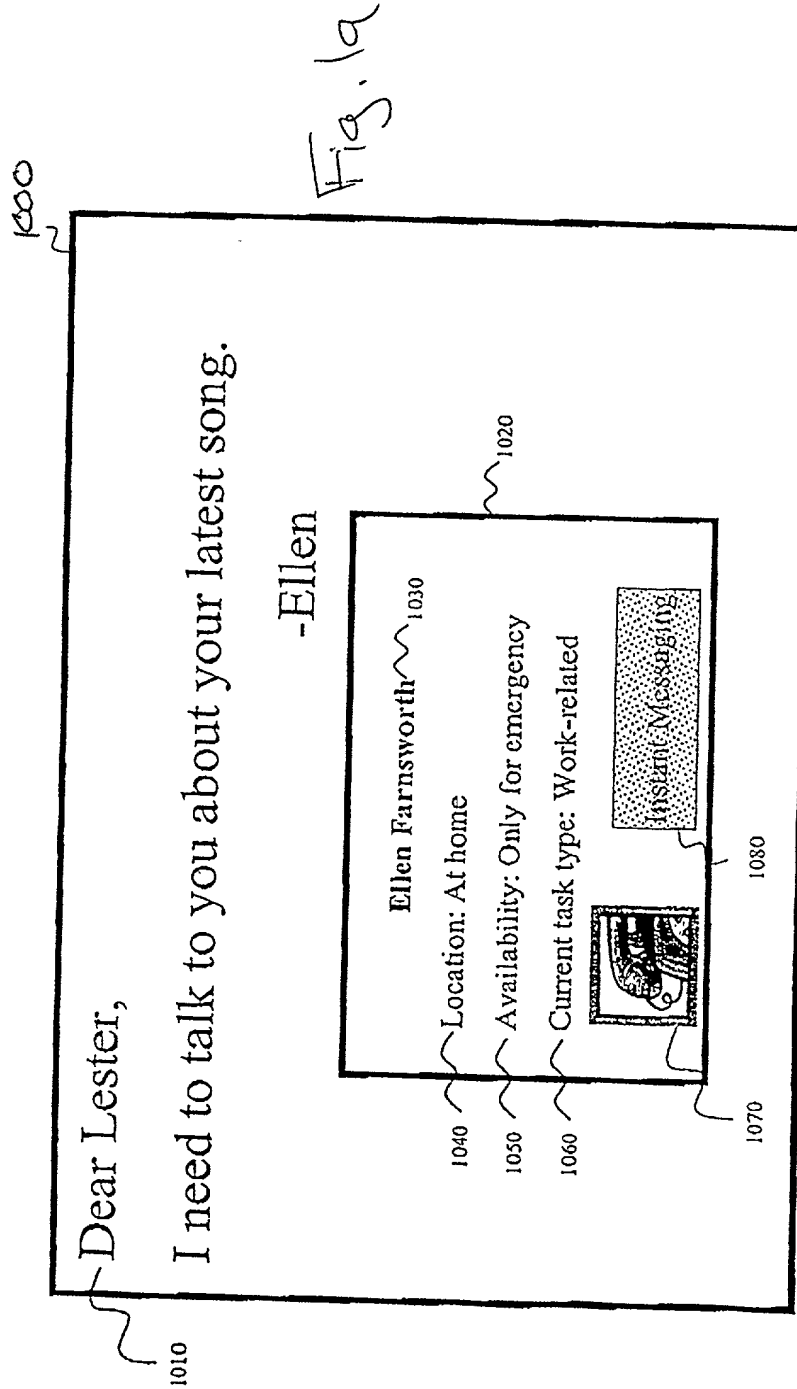 1000
Fig. 1a
1010
Dear Lester,
I need to talk to you about your latest song.
-Ellen
1020
Ellen Farnsworth 1030
1040 Location: At home
1050 Availability: Only for emergency
1060 Current task type: Work-related
Instant Messaging
1070
1080